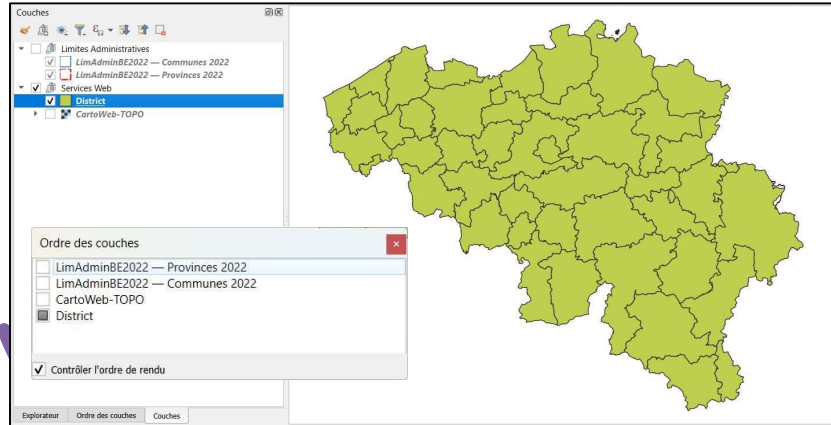 Couches
Limites Administratives
LimAdminBE2022 — Communes 2022
LimAdminBE2022 — Provinces 2022
Services Web
District
CartoWeb-TOPO
Ordre des couches
LimAdminBE2022 — Provinces 2022
LimAdminBE2022 — Communes 2022
CartoWeb-TOPO
District
Contrôler l'ordre de rendu
Explorateur Ordre des couches Couches